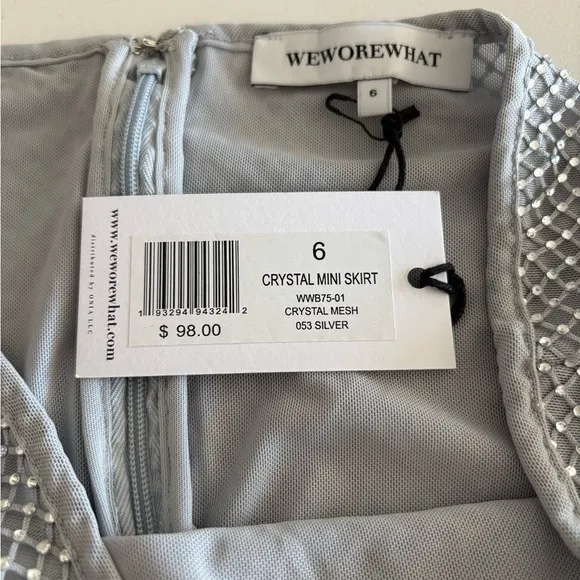 WEWOREWHAT
6
www.weworewhat.com
distributed by ONIA LLC
6
CRYSTAL MINI SKIRT
WWB75-01
CRYSTAL MESH
053 SILVER
1 93294 94324 2
$ 98.00